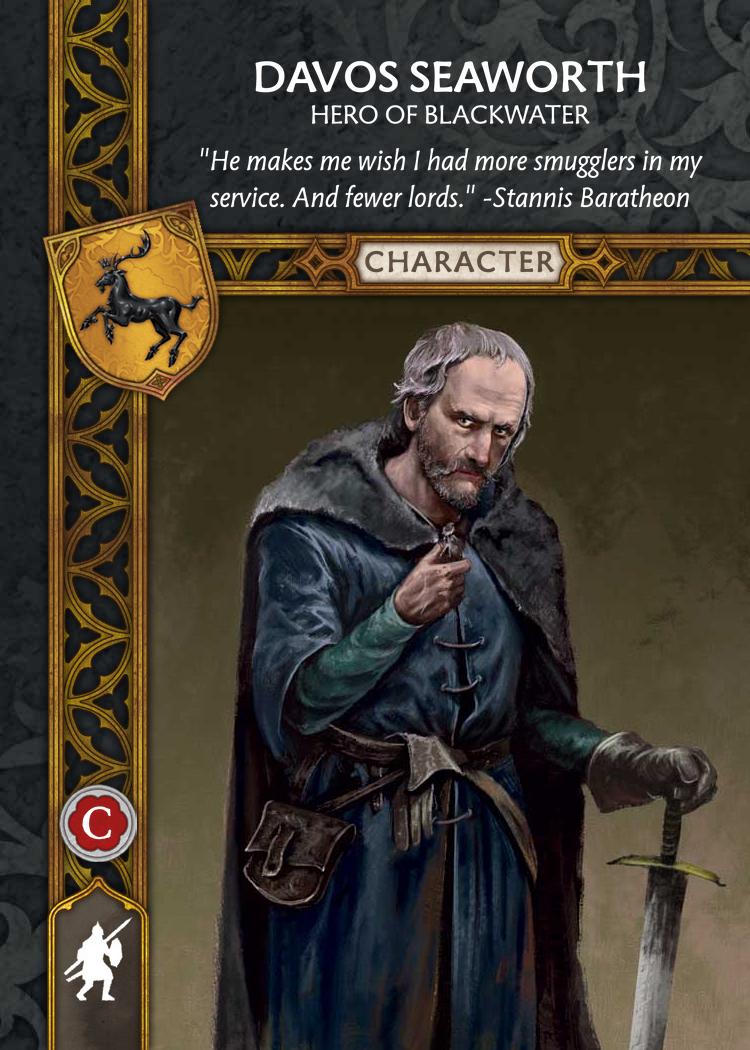 DAVOS SEAWORTH
HERO OF BLACKWATER
"He makes me wish I had more smugglers in my
service. And fewer lords." -Stannis Baratheon
CHARACTER
C